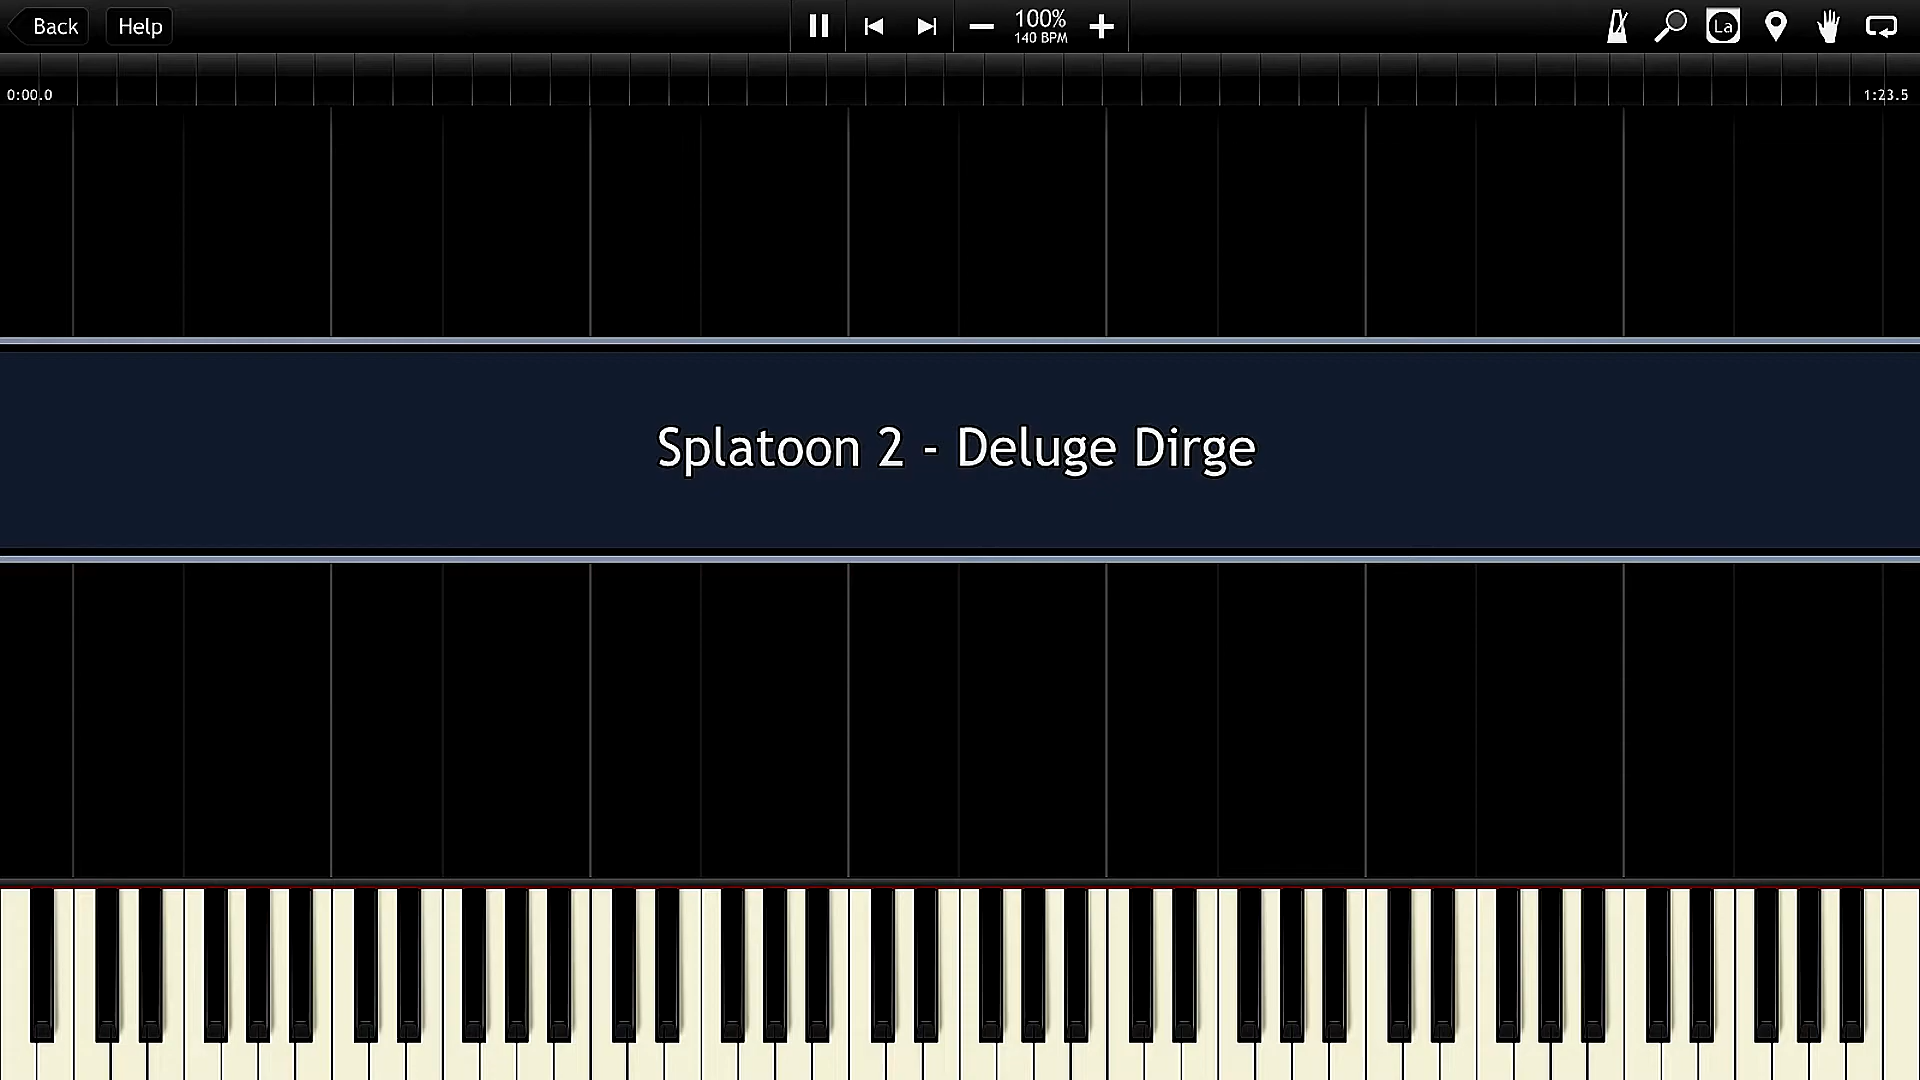 Back
Help
100%
140 BPM
La
0:00.0
1:23.5
Splatoon 2 - Deluge Dirge